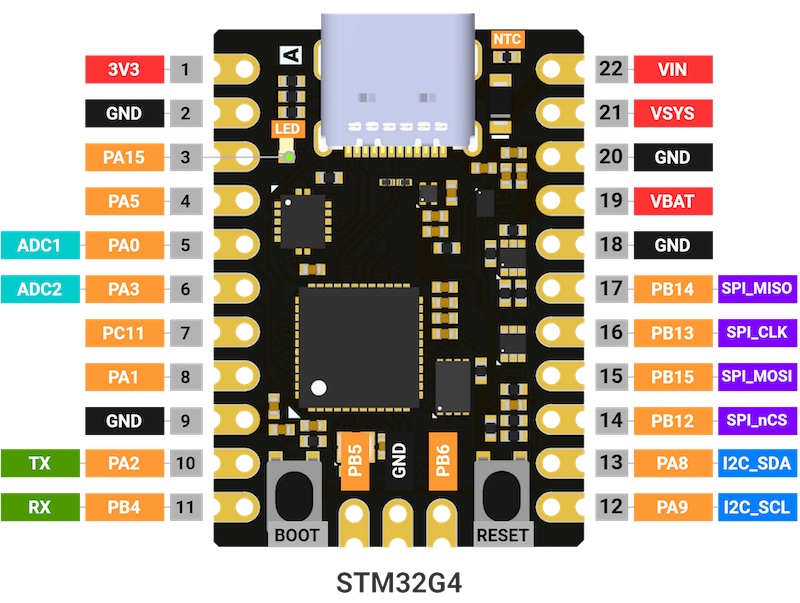 NTC
A
3V3 1
GND 2
LED
PA15 3
PA5 4
ADC1 PA0 5
ADC2 PA3 6
PC11 7
PA1 8
GND 9
TX PA2 10
RX PB4 11
22 VIN
21 VSYS
20 GND
19 VBAT
18 GND
17 PB14 SPI_MISO
16 PB13 SPI_CLK
15 PB15 SPI_MOSI
14 PB12 SPI_nCS
13 PA8 I2C_SDA
12 PA9 I2C_SCL
PB5
GND
PB6
BOOT
RESET
STM32G4